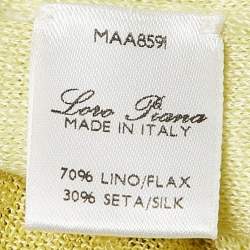 MAA8591
Loro Piana
MADE IN ITALY
70% LINO/FLAX
30% SETA/SILK